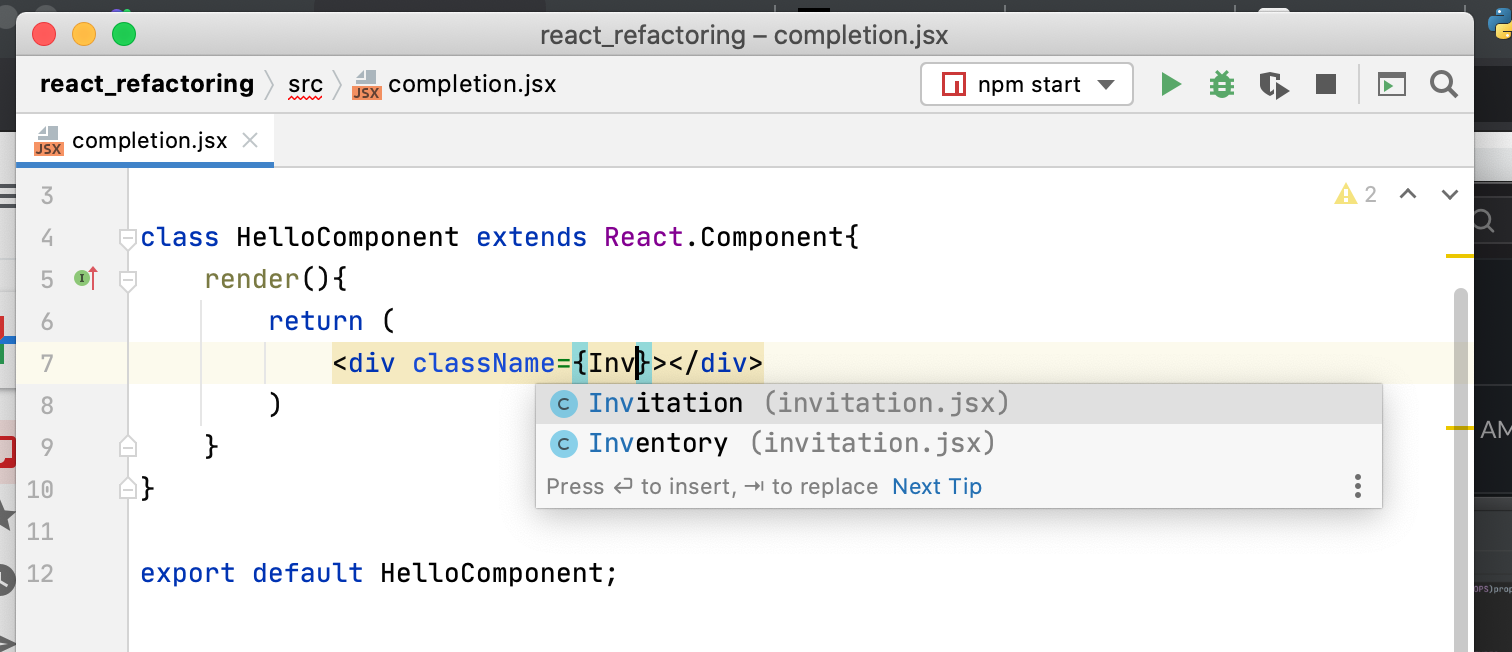 react_refactoring – completion.jsx
react_refactoring src JSX completion.jsx npm start
JSX completion.jsx
3
2
4 class HelloComponent extends React.Component{
5 I render(){
6 return (
7 <div className={Inv}></div>
8 )
C Invitation (invitation.jsx)
9 }
C Inventory (invitation.jsx)
10 }
Press ↩ to insert, ⇥ to replace Next Tip
11
12 export default HelloComponent;
AM
OPS)prop